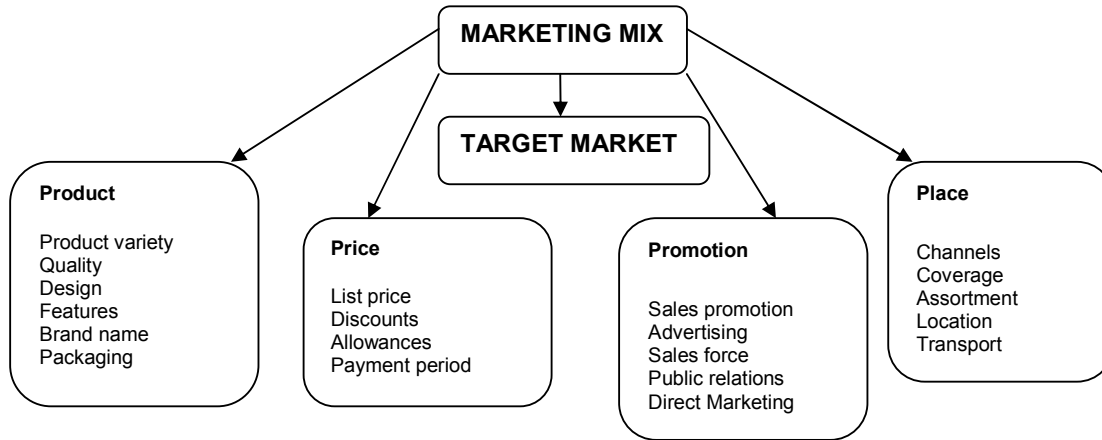 MARKETING MIX
TARGET MARKET
Product
Product variety
Quality
Design
Features
Brand name
Packaging
Price
List price
Discounts
Allowances
Payment period
Promotion
Sales promotion
Advertising
Sales force
Public relations
Direct Marketing
Place
Channels
Coverage
Assortment
Location
Transport